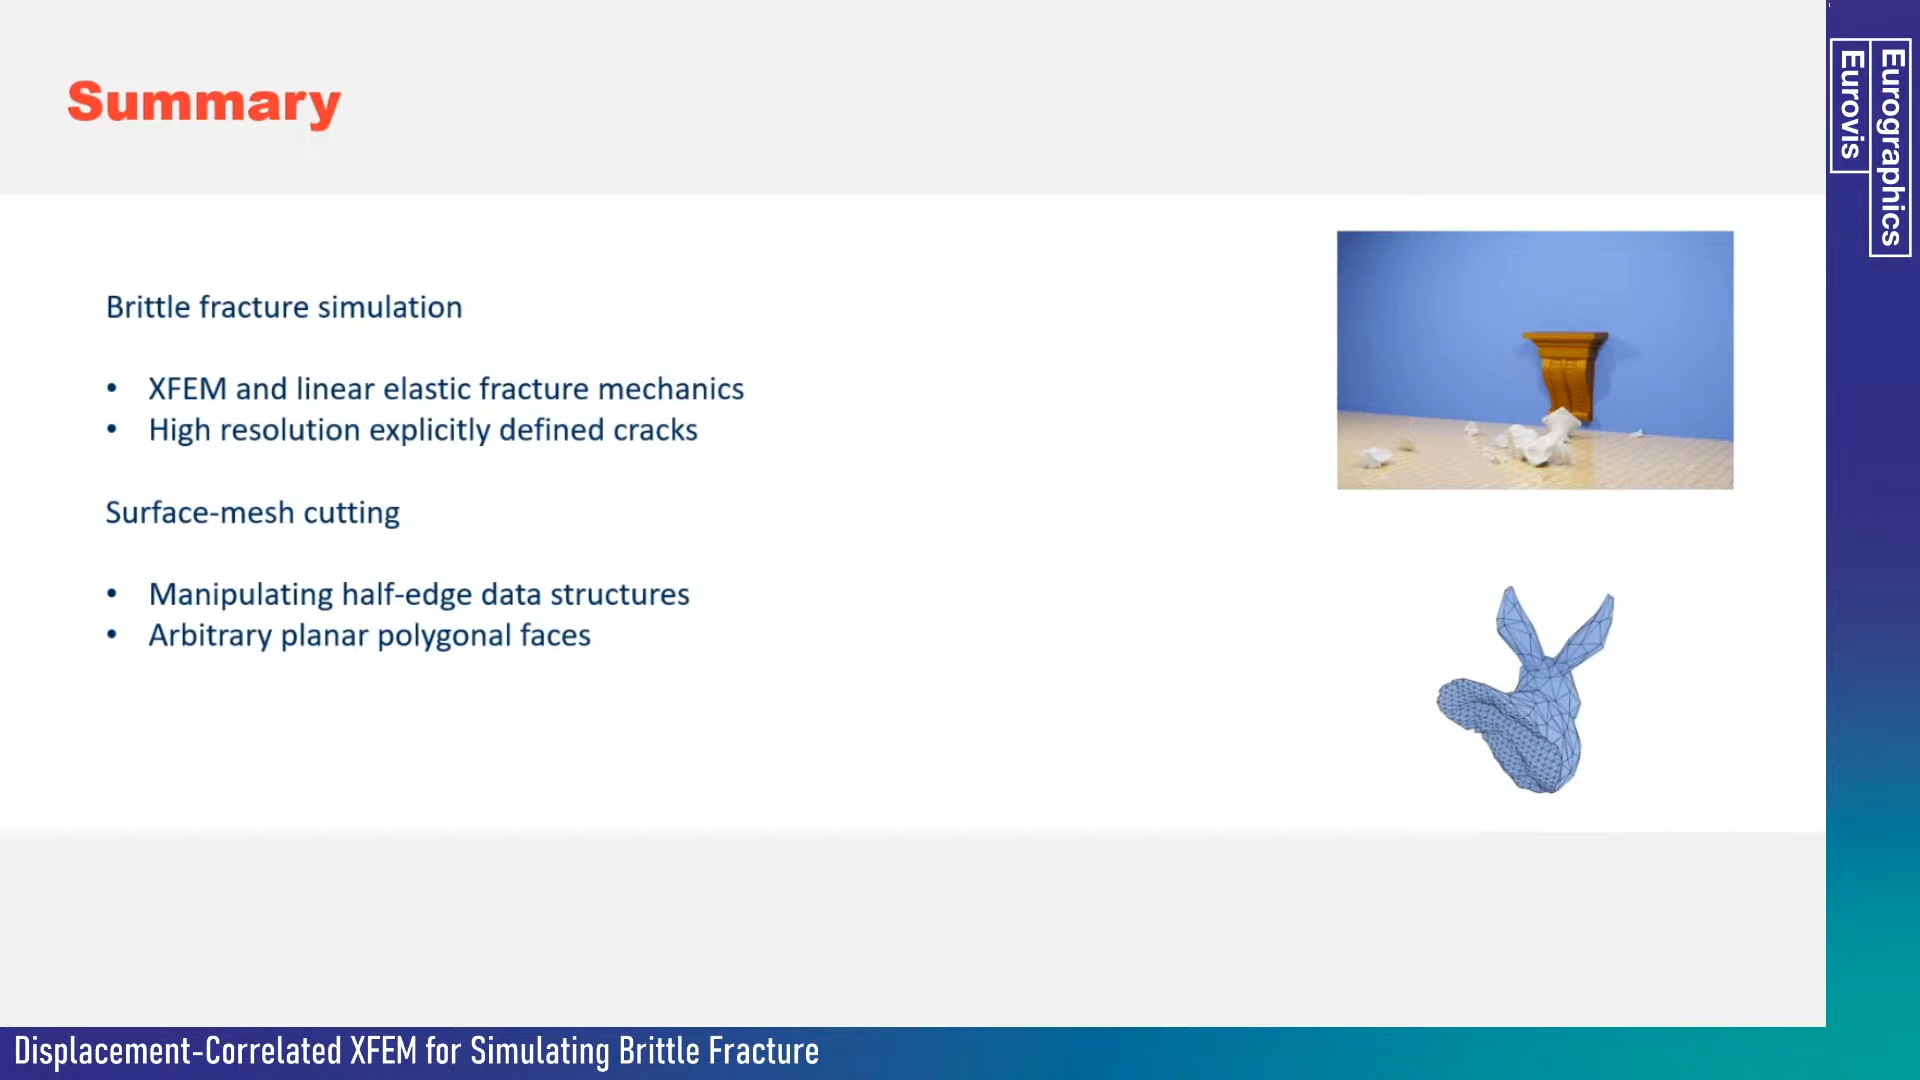 Summary
Brittle fracture simulation
• XFEM and linear elastic fracture mechanics
• High resolution explicitly defined cracks
Surface-mesh cutting
• Manipulating half-edge data structures
• Arbitrary planar polygonal faces
Eurographics
Eurovis
Displacement-Correlated XFEM for Simulating Brittle Fracture